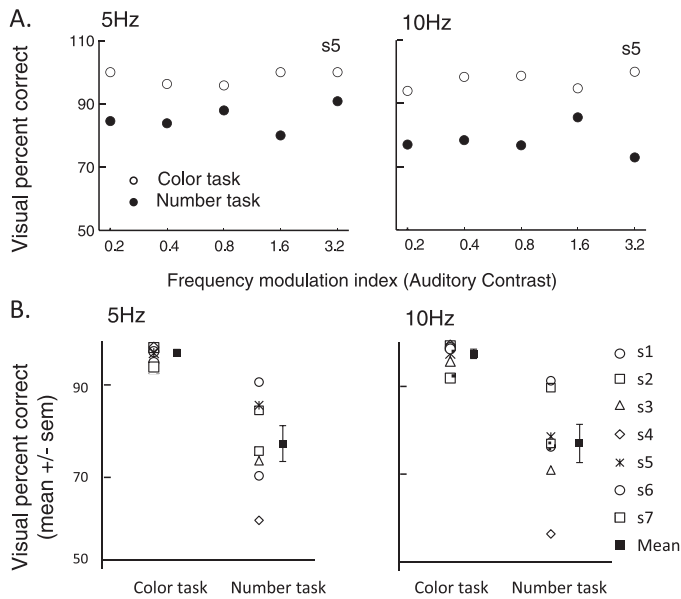 A.
5Hz
10Hz
s5
s5
110
90
70
50
Visual percent correct
Color task
Number task
0.2 0.4 0.8 1.6 3.2
0.2 0.4 0.8 1.6 3.2
Frequency modulation index (Auditory Contrast)
B.
5Hz
10Hz
90
70
50
Visual percent correct
(mean +/- sem)
Color task Number task
Color task Number task
s1
s2
s3
s4
s5
s6
s7
Mean